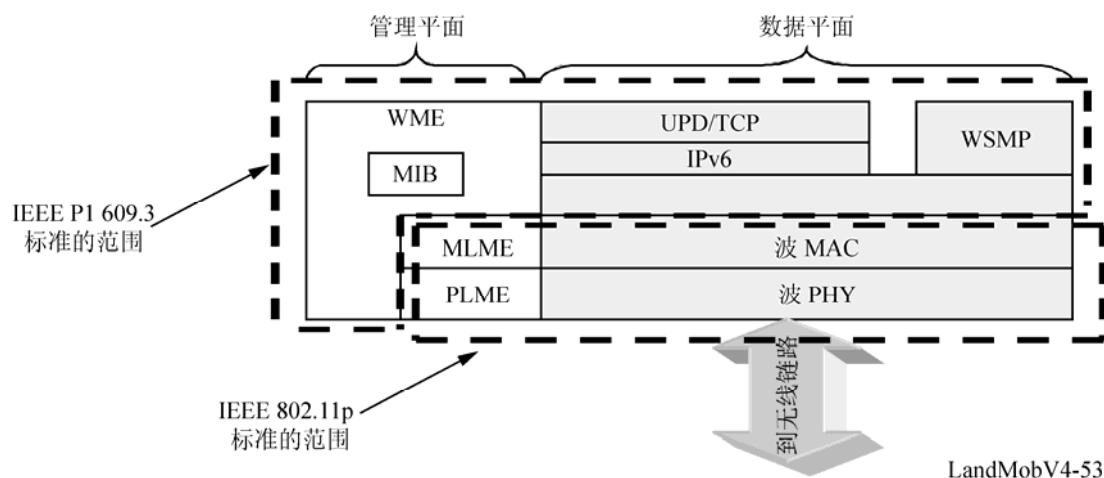 管理平面
数据平面
WME
UPD/TCP
WSMP
IPv6
MIB
IEEE P1 609.3
标准的范围
MLME
波 MAC
PLME
波 PHY
到无线链路
IEEE 802.11p
标准的范围
LandMobV4-53